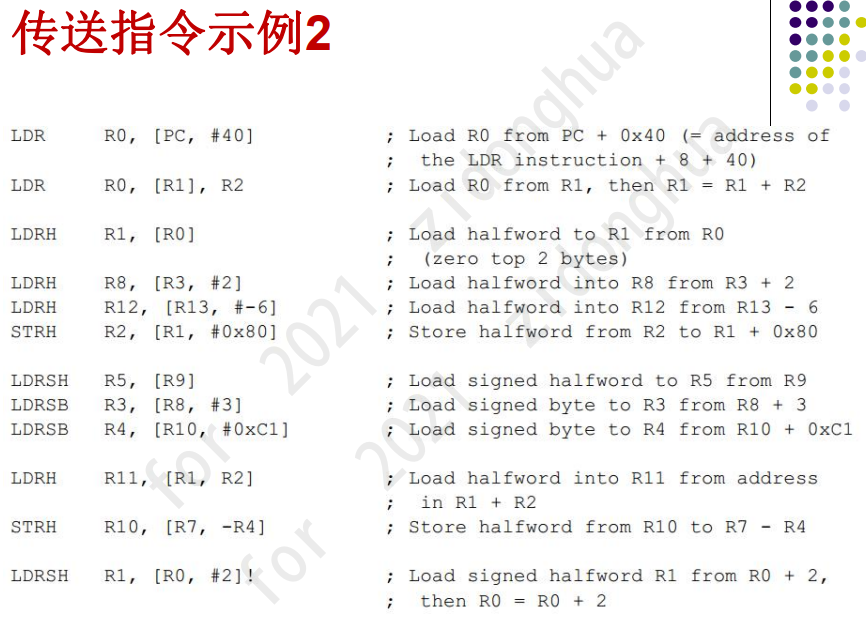 传送指令示例2
LDR R0, [PC, #40] ; Load R0 from PC + 0x40 (= address of
; the LDR instruction + 8 + 40)
LDR R0, [R1], R2 ; Load R0 from R1, then R1 = R1 + R2
LDRH R1, [R0] ; Load halfword to R1 from R0
; (zero top 2 bytes)
LDRH R8, [R3, #2] ; Load halfword into R8 from R3 + 2
LDRH R12, [R13, #-6] ; Load halfword into R12 from R13 - 6
STRH R2, [R1, #0x80] ; Store halfword from R2 to R1 + 0x80
LDRSH R5, [R9] ; Load signed halfword to R5 from R9
LDRSB R3, [R8, #3] ; Load signed byte to R3 from R8 + 3
LDRSB R4, [R10, #0xC1] ; Load signed byte to R4 from R10 + 0xC1
LDRH R11, [R1, R2] ; Load halfword into R11 from address
; in R1 + R2
STRH R10, [R7, -R4] ; Store halfword from R10 to R7 - R4
LDRSH R1, [R0, #2]! ; Load signed halfword R1 from R0 + 2,
; then R0 = R0 + 2
for 2021 zidonghua
for 2021 zidonghua